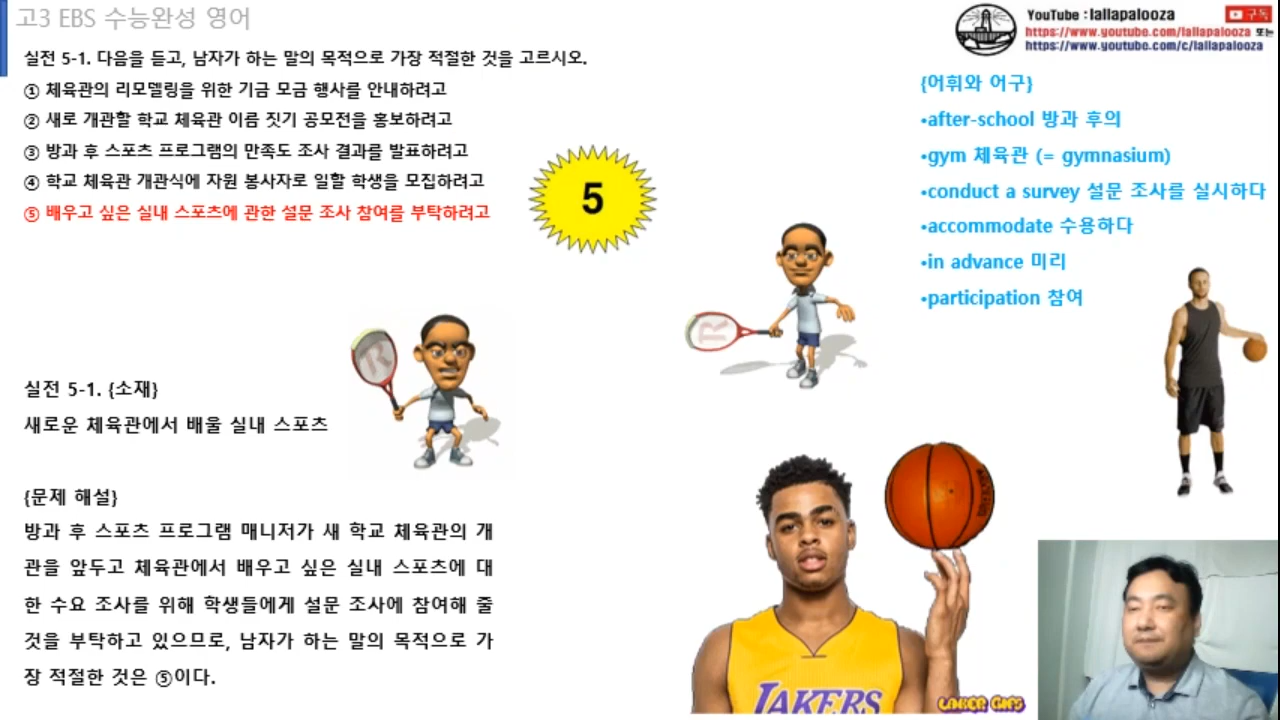 고3 EBS 수능완성 영어
YouTube : lallapalooza
구독
https://www.youtube.com/lallapalooza 또는
https://www.youtube.com/c/lallapalooza
실전 5-1. 다음을 듣고, 남자가 하는 말의 목적으로 가장 적절한 것을 고르시오.
① 체육관의 리모델링을 위한 기금 모금 행사를 안내하려고
② 새로 개관할 학교 체육관 이름 짓기 공모전을 홍보하려고
③ 방과 후 스포츠 프로그램의 만족도 조사 결과를 발표하려고
④ 학교 체육관 개관식에 자원 봉사자로 일할 학생을 모집하려고
⑤ 배우고 싶은 실내 스포츠에 관한 설문 조사 참여를 부탁하려고
5
{어휘와 어구}
•after-school 방과 후의
•gym 체육관 (= gymnasium)
•conduct a survey 설문 조사를 실시하다
•accommodate 수용하다
•in advance 미리
•participation 참여
실전 5-1. {소재}
새로운 체육관에서 배울 실내 스포츠
{문제 해설}
방과 후 스포츠 프로그램 매니저가 새 학교 체육관의 개
관을 앞두고 체육관에서 배우고 싶은 실내 스포츠에 대
한 수요 조사를 위해 학생들에게 설문 조사에 참여해 줄
것을 부탁하고 있으므로, 남자가 하는 말의 목적으로 가
장 적절한 것은 ⑤이다.
R
R
LAKERS
LAKER GIFS